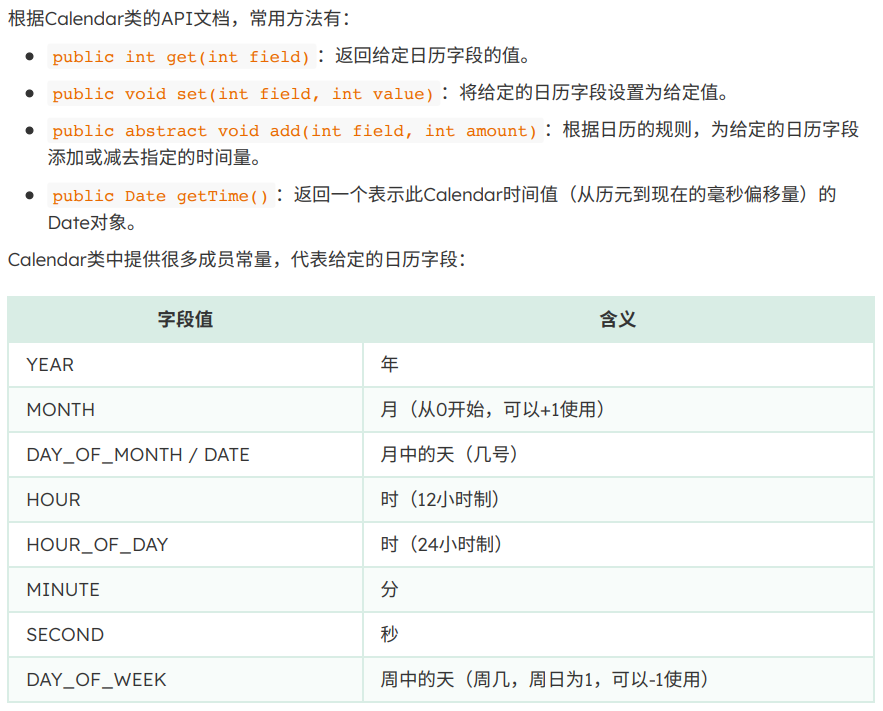 根据Calendar类的API文档，常用方法有：
public int get(int field)：返回给定日历字段的值。
public void set(int field, int value)：将给定的日历字段设置为给定值。
public abstract void add(int field, int amount)：根据日历的规则，为给定的日历字段
添加或减去指定的时间量。
public Date getTime()：返回一个表示此Calendar时间值（从历元到现在的毫秒偏移量）的
Date对象。
Calendar类中提供很多成员常量，代表给定的日历字段：
字段值 含义
YEAR 年
MONTH 月（从0开始，可以+1使用）
DAY_OF_MONTH / DATE 月中的天（几号）
HOUR 时（12小时制）
HOUR_OF_DAY 时（24小时制）
MINUTE 分
SECOND 秒
DAY_OF_WEEK 周中的天（周几，周日为1，可以-1使用）